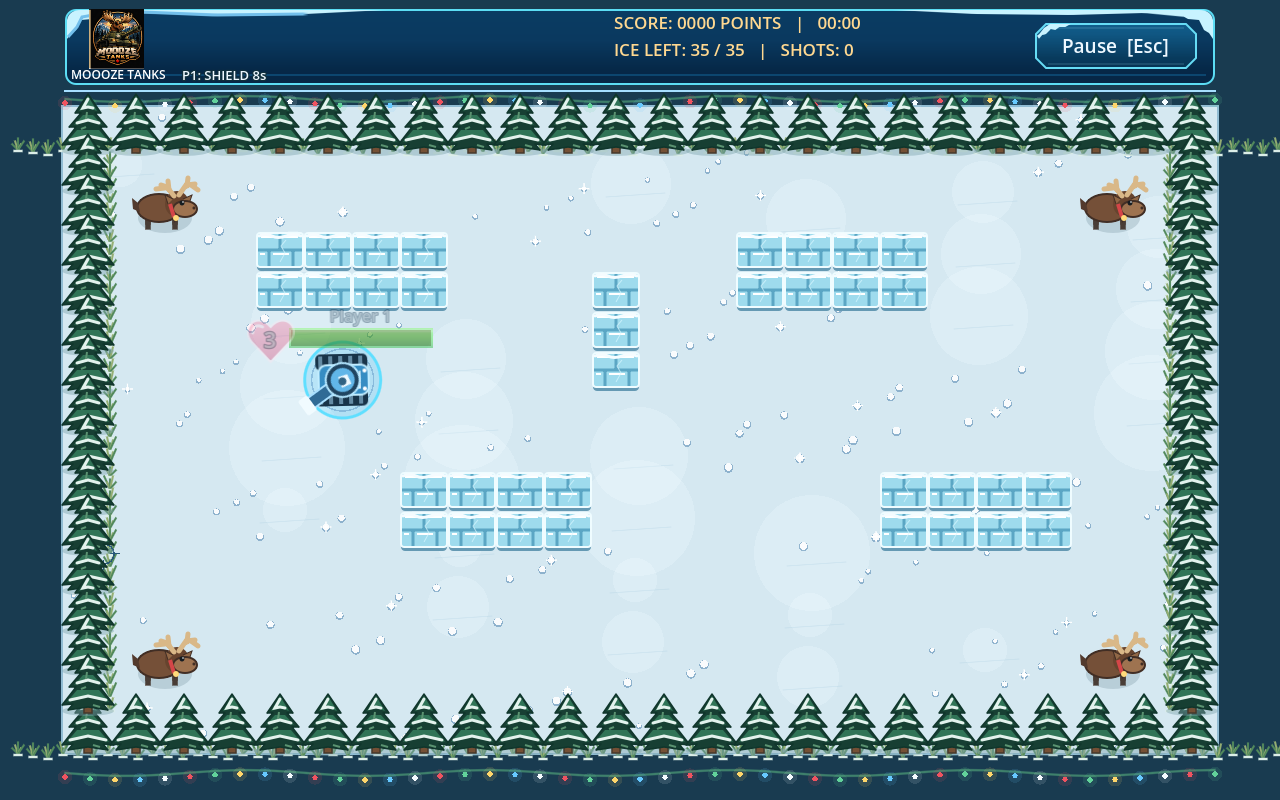 SCORE: 0000 POINTS | 00:00
ICE LEFT: 35 / 35 | SHOTS: 0
Pause [Esc]
MOOOZE
TANKS
MOOOZE TANKS
P1: SHIELD 8s
Player 1
3